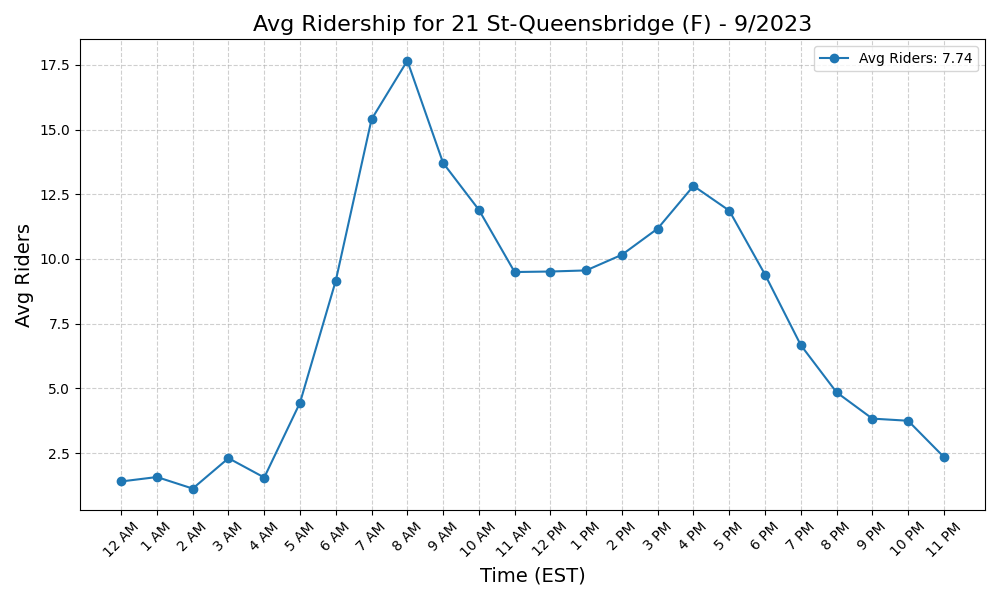 Avg Ridership for 21 St-Queensbridge (F) - 9/2023
Avg Riders: 7.74
Avg Riders
17.5
15.0
12.5
10.0
7.5
5.0
2.5
12 AM
1 AM
2 AM
3 AM
4 AM
5 AM
6 AM
7 AM
8 AM
9 AM
10 AM
11 AM
12 PM
1 PM
2 PM
3 PM
4 PM
5 PM
6 PM
7 PM
8 PM
9 PM
10 PM
11 PM
Time (EST)